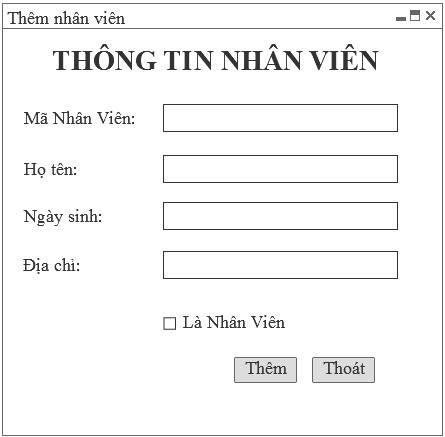 Thêm nhân viên
THÔNG TIN NHÂN VIÊN
Mã Nhân Viên:
Họ tên:
Ngày sinh:
Địa chỉ:
Là Nhân Viên
Thêm Thoát